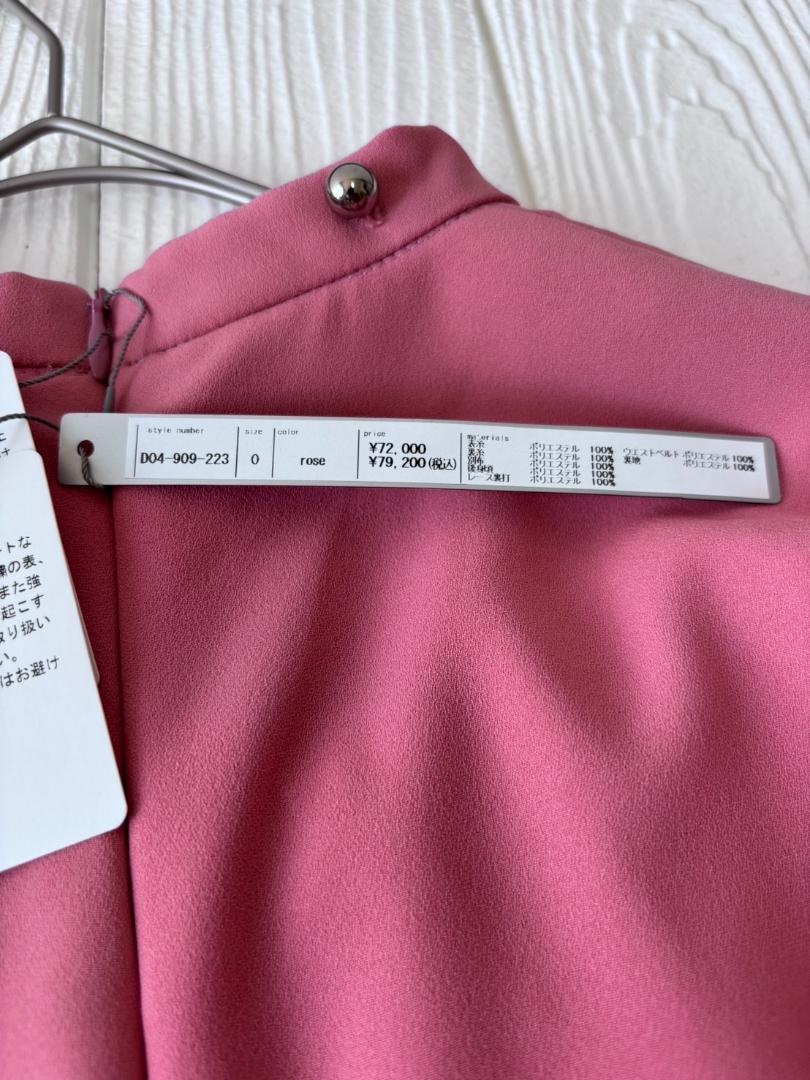 style number
size
color
price
materials
D04-909-223
0
rose
¥72,000
¥79,200(税込)
表糸 ポリエステル 100%
裏糸 ポリエステル 100%
別布 ポリエステル 100%
後身頃 ポリエステル 100%
レース裏打 ポリエステル 100%
ウエストベルト ポリエステル 100%
裏地 ポリエステル 100%
け
トな
の表、
また強
起こす
取り扱い
い。
はお避け